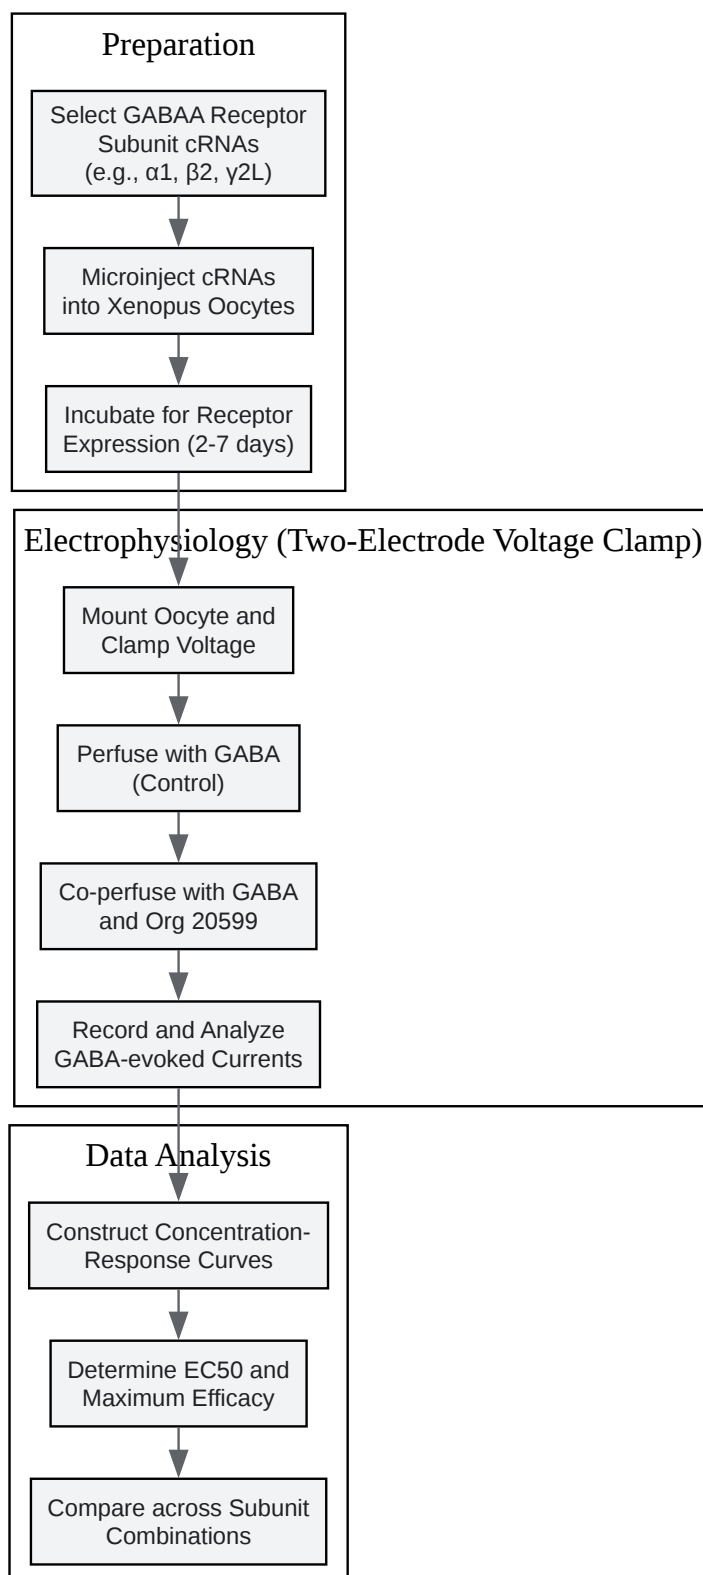 Preparation
Select GABAA Receptor
Subunit cRNAs
(e.g., α1, β2, γ2L)
Microinject cRNAs
into Xenopus Oocytes
Incubate for Receptor
Expression (2-7 days)
Electrophysiology (Two-Electrode Voltage Clamp)
Mount Oocyte and
Clamp Voltage
Perfuse with GABA
(Control)
Co-perfuse with GABA
and Org 20599
Record and Analyze
GABA-evoked Currents
Data Analysis
Construct Concentration-
Response Curves
Determine EC50 and
Maximum Efficacy
Compare across Subunit
Combinations